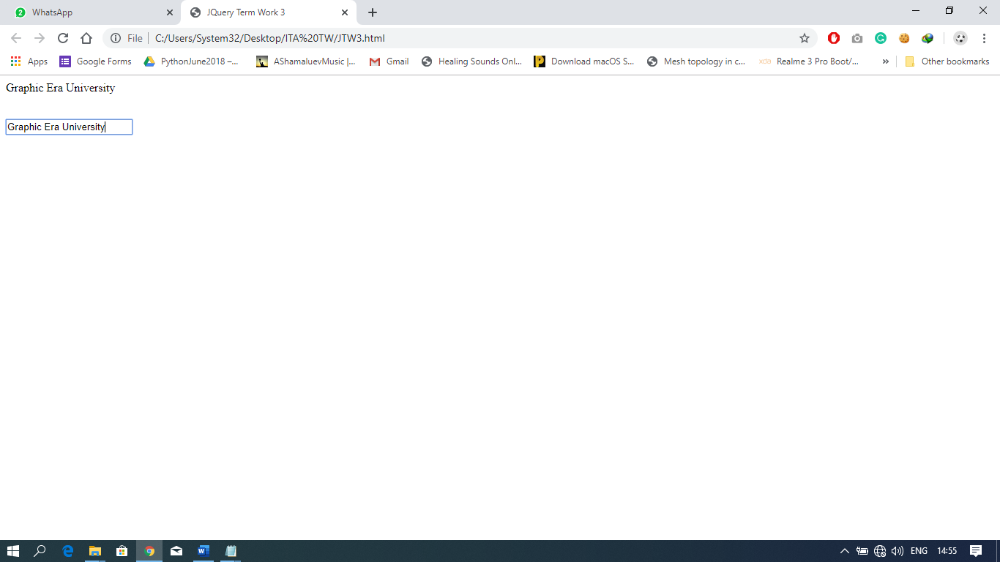 2 WhatsApp
JQuery Term Work 3
File
C:/Users/System32/Desktop/ITA%20TW/JTW3.html
Apps
Google Forms
PythonJune2018 –...
AShamaluevMusic |...
Gmail
Healing Sounds Onl...
Download macOS S...
Mesh topology in c...
xda Realme 3 Pro Boot/...
»
Other bookmarks
Graphic Era University
Graphic Era University
ENG
14:55